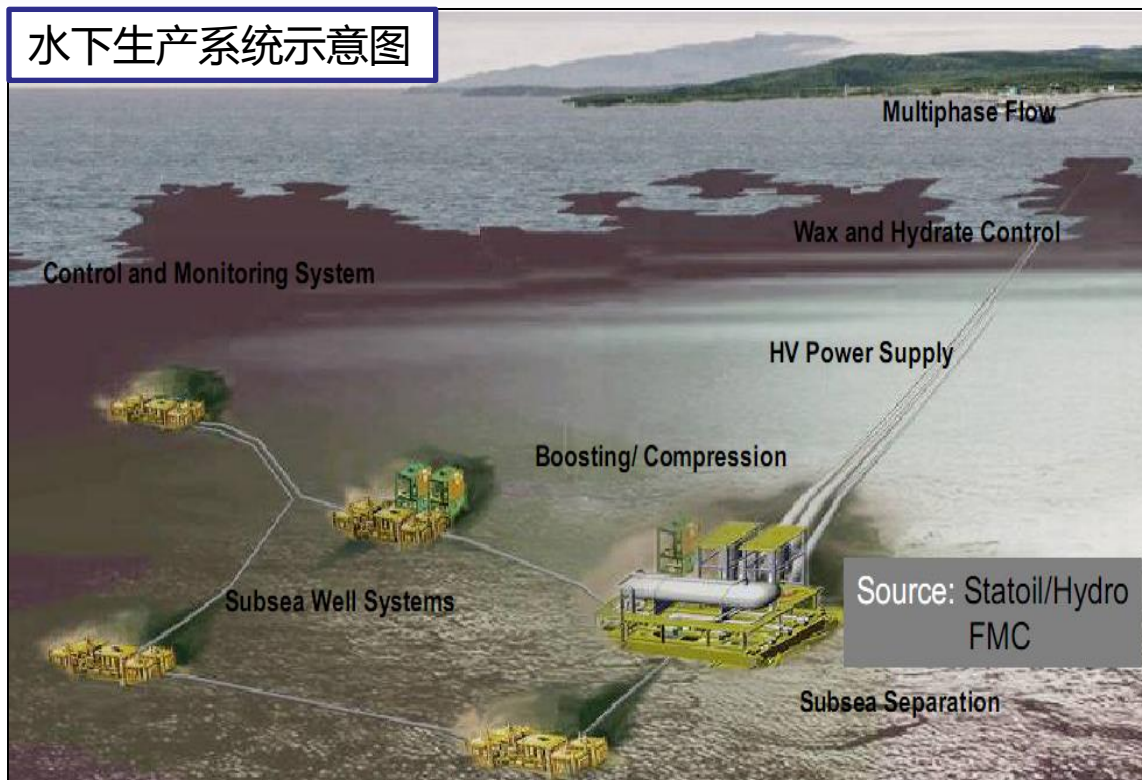 水下生产系统示意图
Multiphase Flow
Wax and Hydrate Control
Control and Monitoring System
HV Power Supply
Boosting/ Compression
Source: Statoil/Hydro
FMC
Subsea Well Systems
Subsea Separation